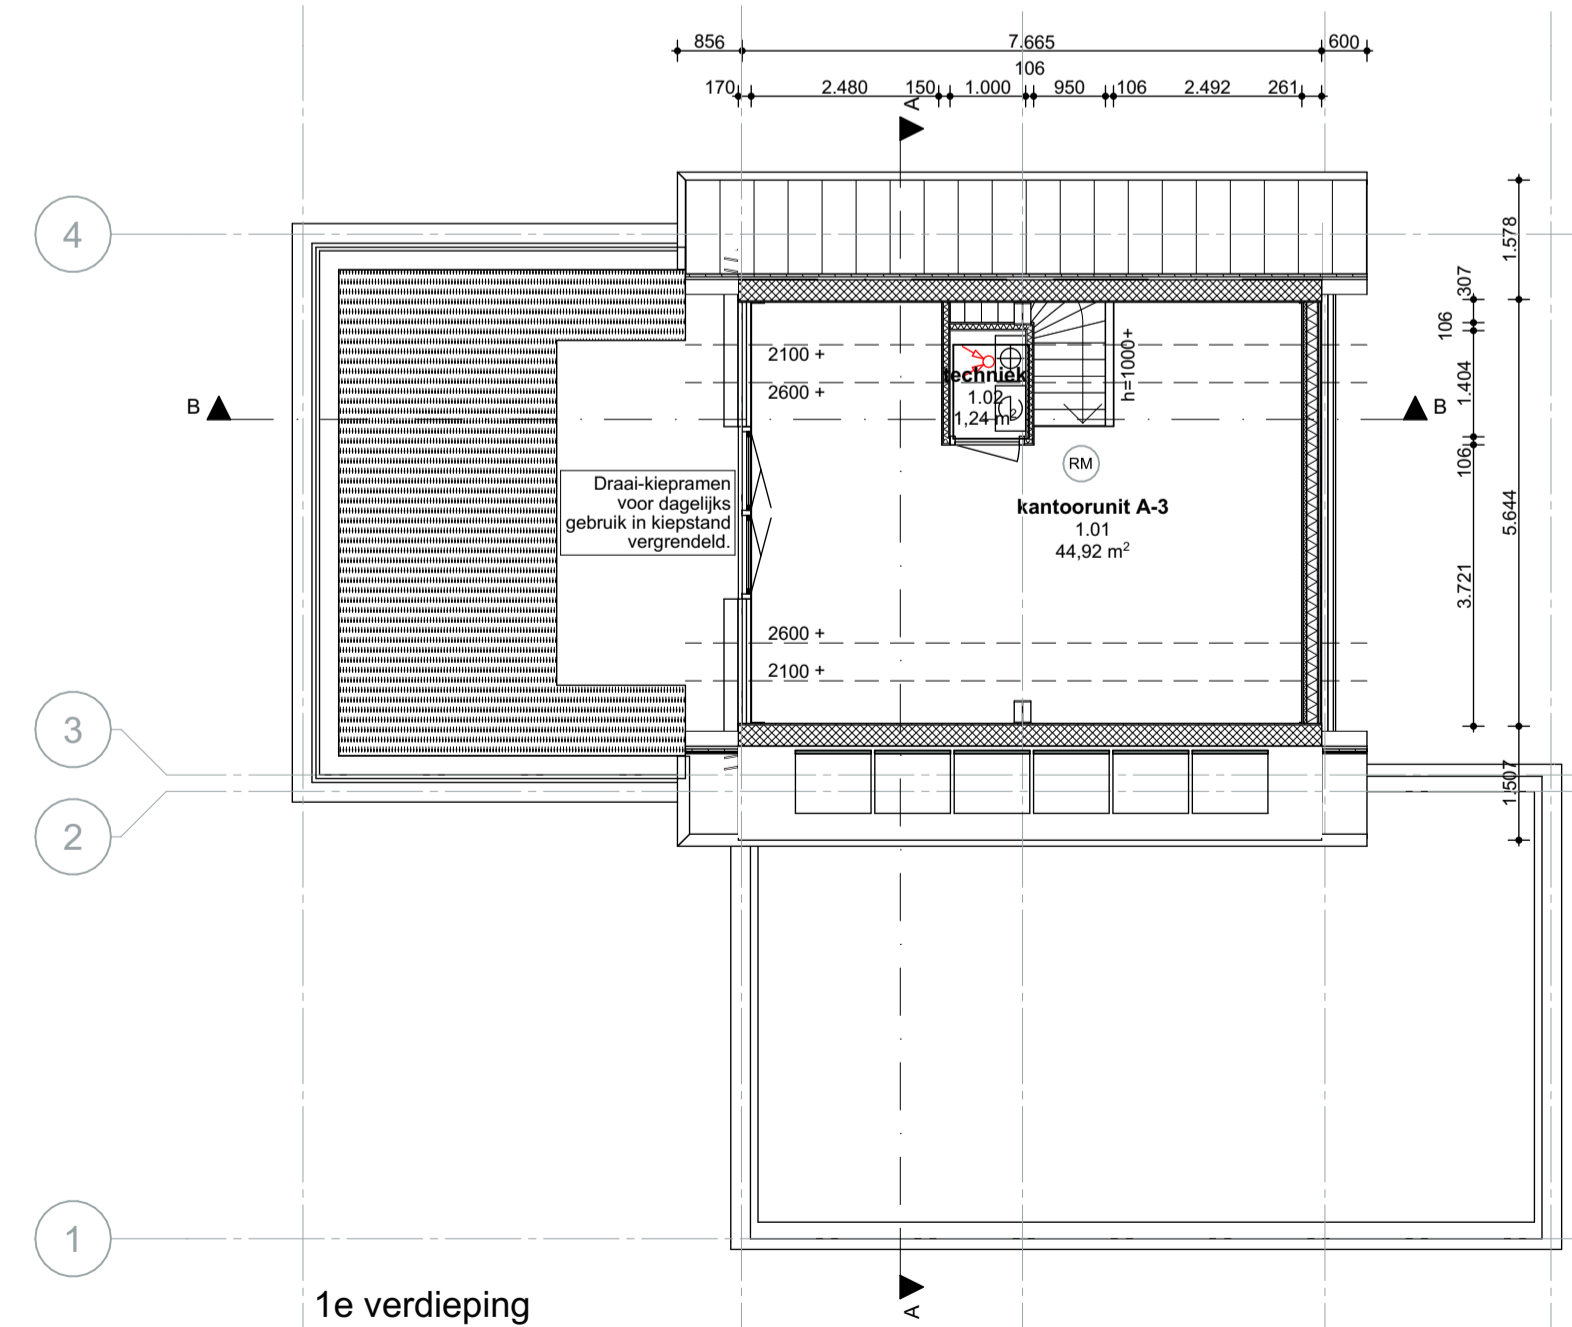 856 7.665 600
106
170 2.480 150 1.000 950 106 2.492 261
A
4
1.578
307
106
2100 +
2600 +
techniek
1.02
1,24 m²
h=1000+
1.404
B
B
106
RM
Draai-kiepramen
voor dagelijks
gebruik in kiepstand
vergrendeld.
kantoorunit A-3
1.01
44,92 m²
5.644
3.721
2600 +
2100 +
3
1.507
2
1
1e verdieping
A